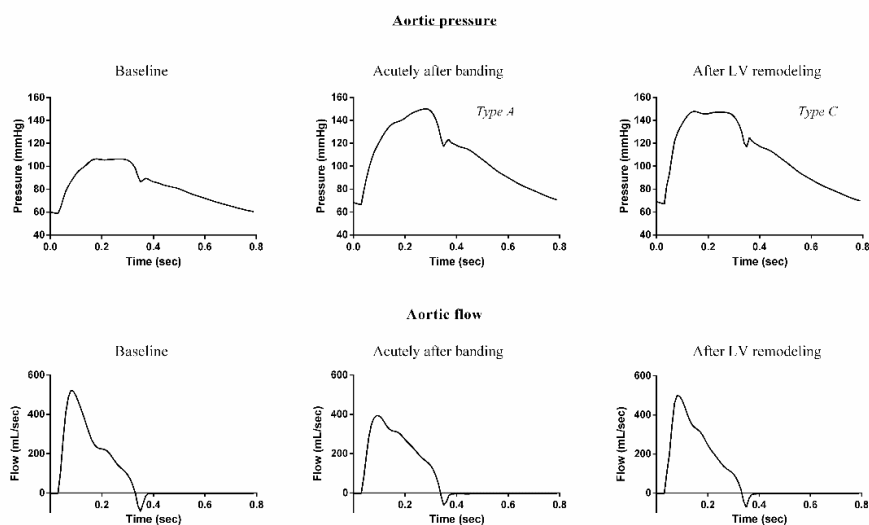 Aortic pressure
Baseline
Acutely after banding
After LV remodeling
Pressure (mmHg)
160
140
120
100
80
60
40
0.0
0.2
0.4
0.6
0.8
Time (sec)
Type A
Pressure (mmHg)
160
140
120
100
80
60
40
0.0
0.2
0.4
0.6
0.8
Time (sec)
Type C
Pressure (mmHg)
160
140
120
100
80
60
40
0.0
0.2
0.4
0.6
0.8
Time (sec)
Aortic flow
Baseline
Acutely after banding
After LV remodeling
Flow (mL/sec)
600
400
200
0
0.2
0.4
0.6
0.8
Time (sec)
Flow (mL/sec)
600
400
200
0
0.2
0.4
0.6
0.8
Time (sec)
Flow (mL/sec)
600
400
200
0
0.2
0.4
0.6
0.8
Time (sec)